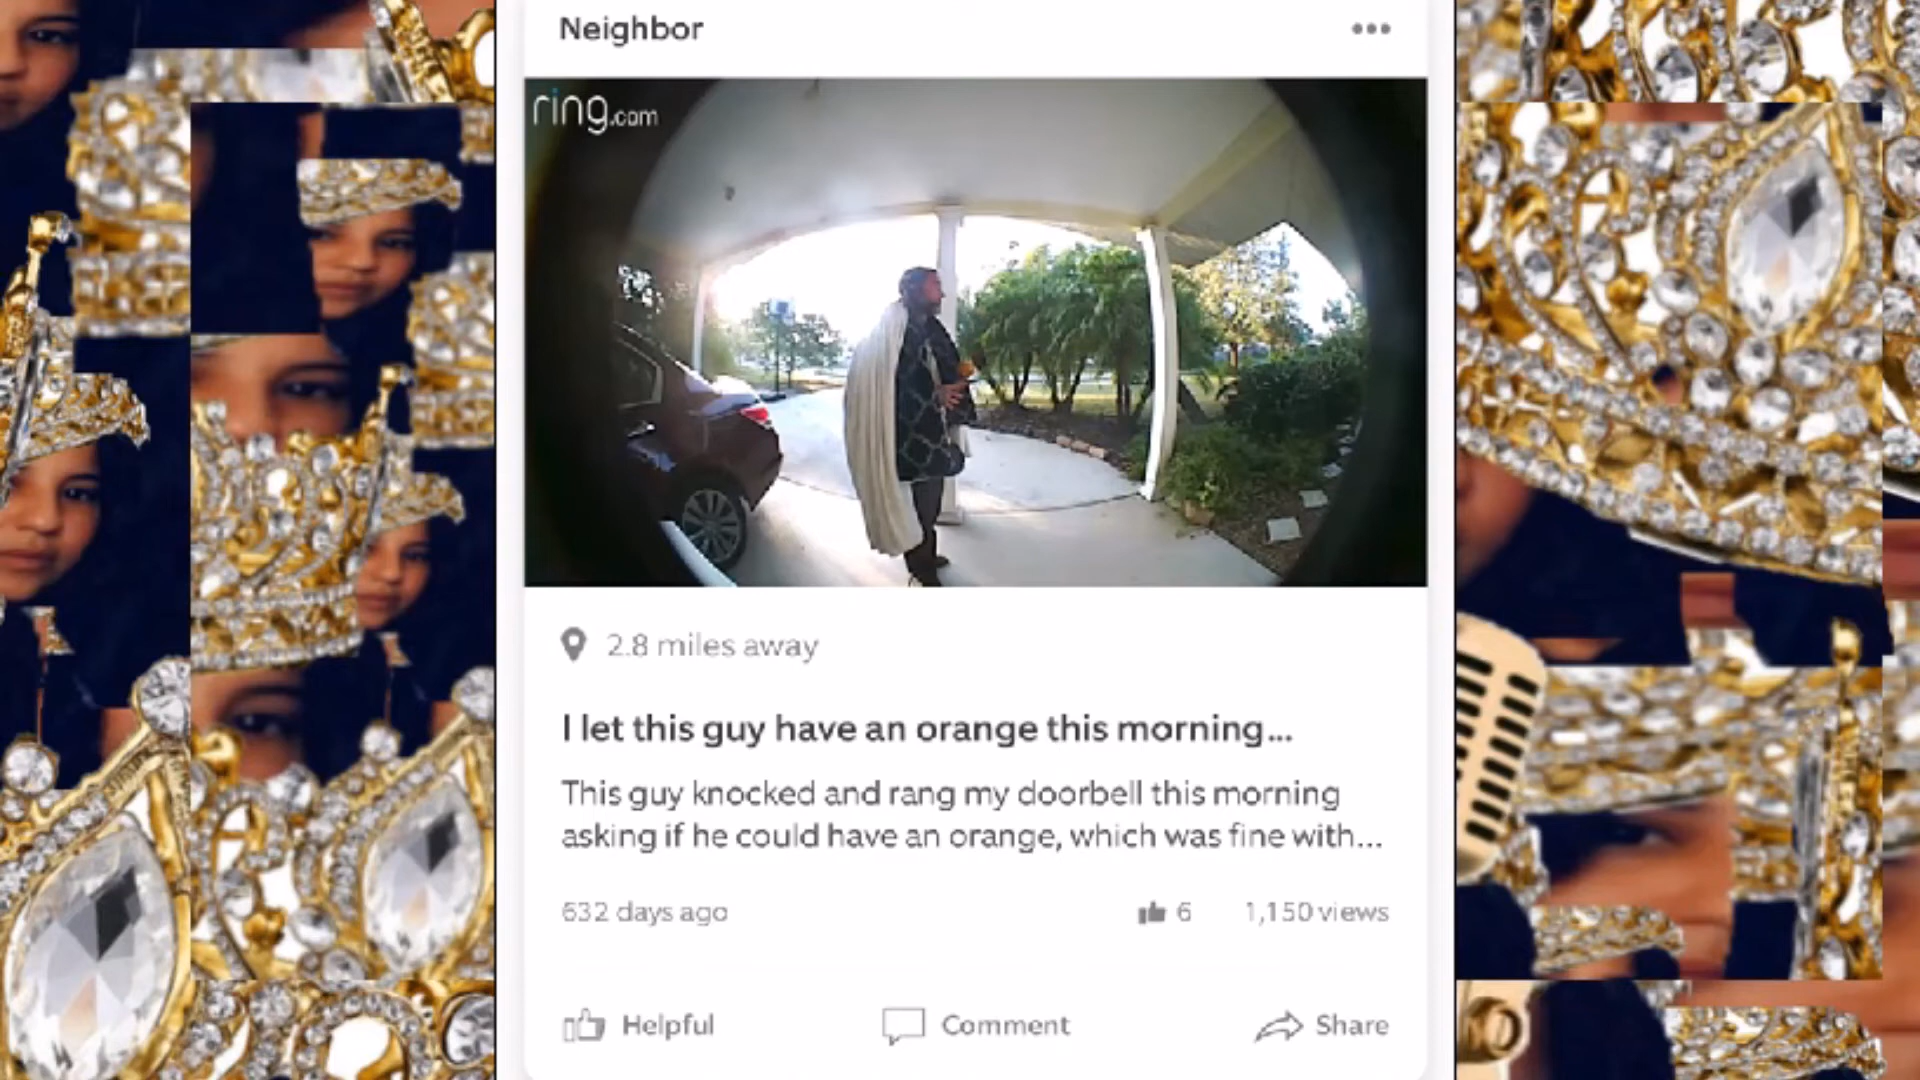 Neighbor
ring.com
2.8 miles away
I let this guy have an orange this morning...
This guy knocked and rang my doorbell this morning
asking if he could have an orange, which was fine with...
632 days ago
6
1,150 views
Helpful
Comment
Share